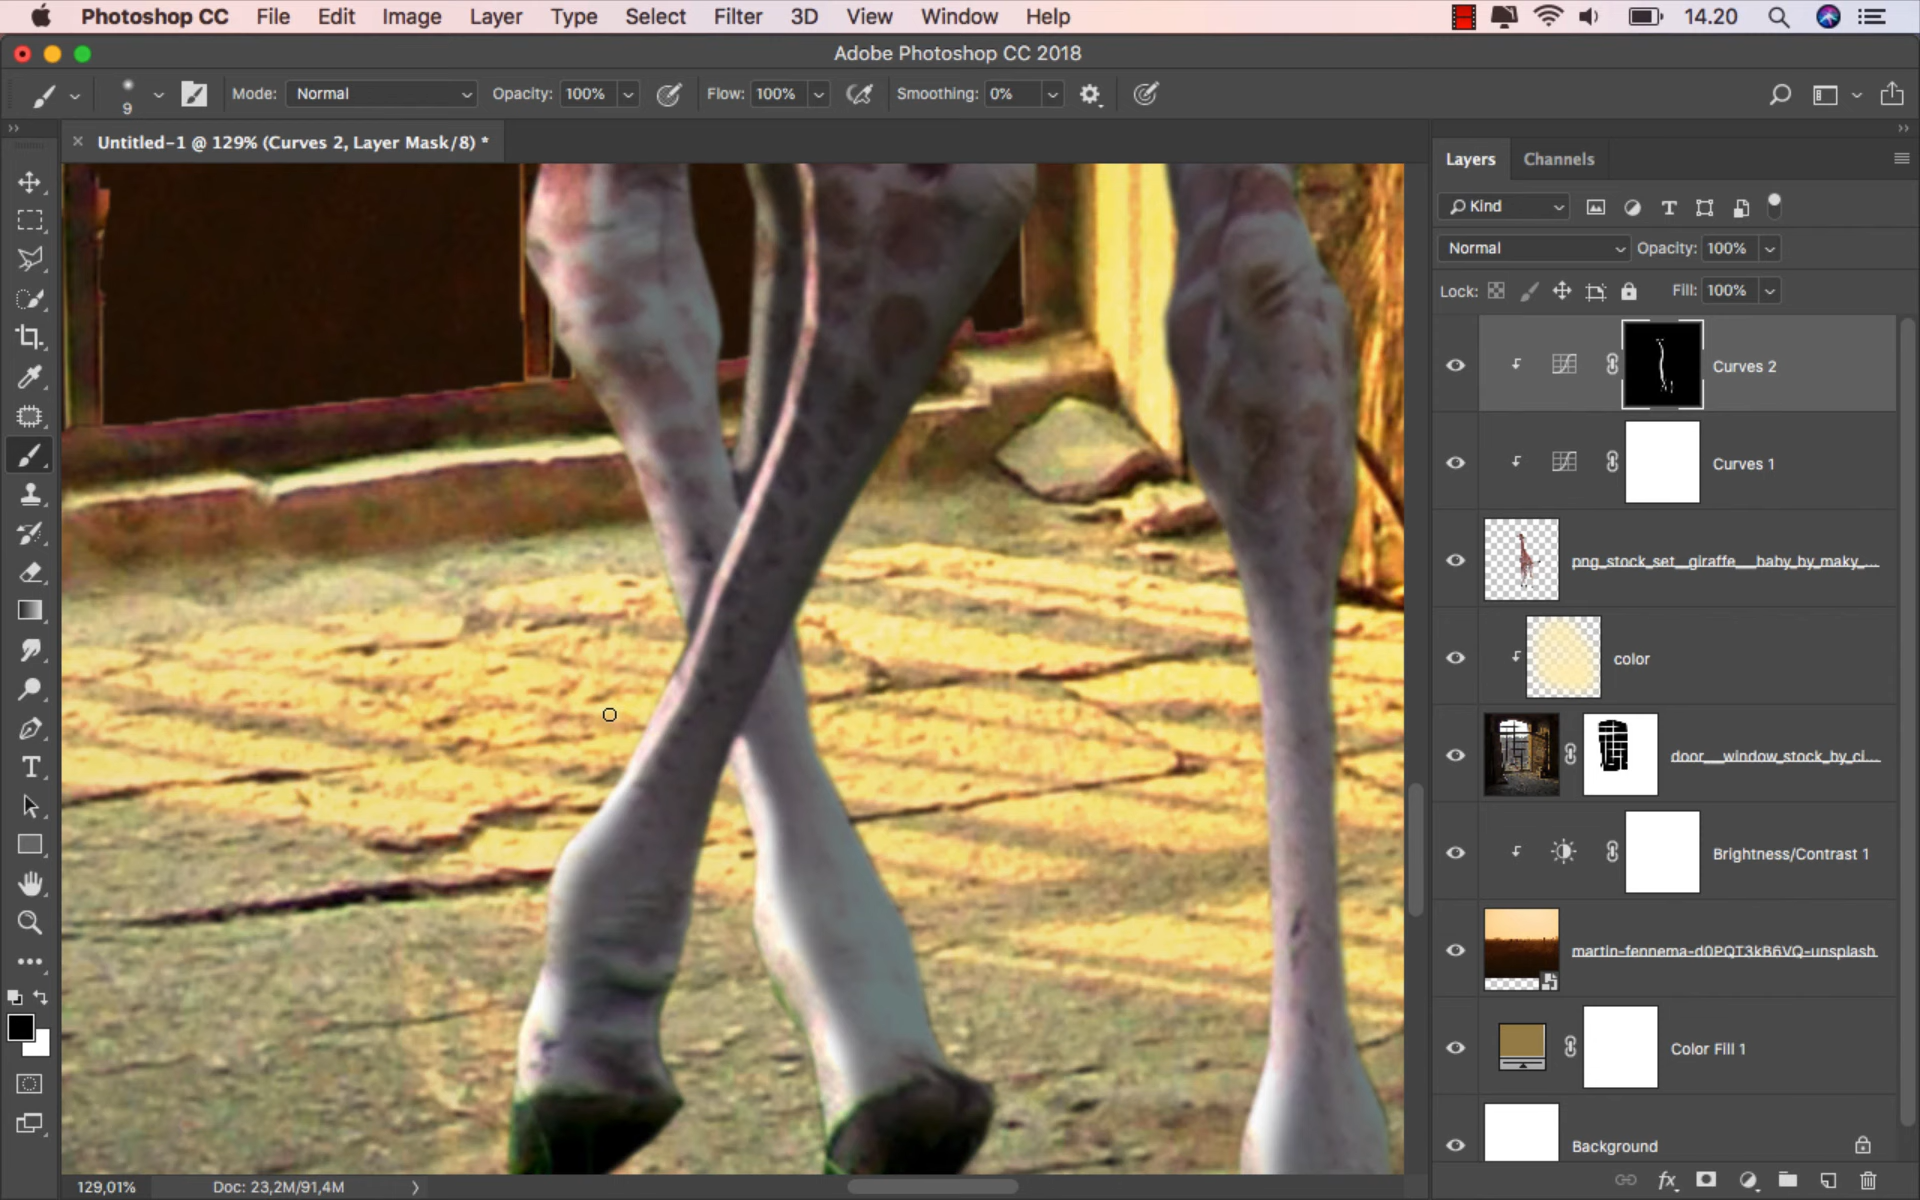 Photoshop CC File Edit Image Layer Type Select Filter 3D View Window Help 14.20
Adobe Photoshop CC 2018
9 Mode: Normal Opacity: 100% Flow: 100% Smoothing: 0%
Untitled-1 @ 129% (Curves 2, Layer Mask/8) *
Layers Channels
Kind
Normal Opacity: 100%
Lock: Fill: 100%
Curves 2
Curves 1
png_stock_set__giraffe___baby_by_maky_...
color
door___window_stock_by_ci...
Brightness/Contrast 1
martin-fennema-d0PQT3kB6VQ-unsplash
Color Fill 1
Background
129,01% Doc: 23,2M/91,4M